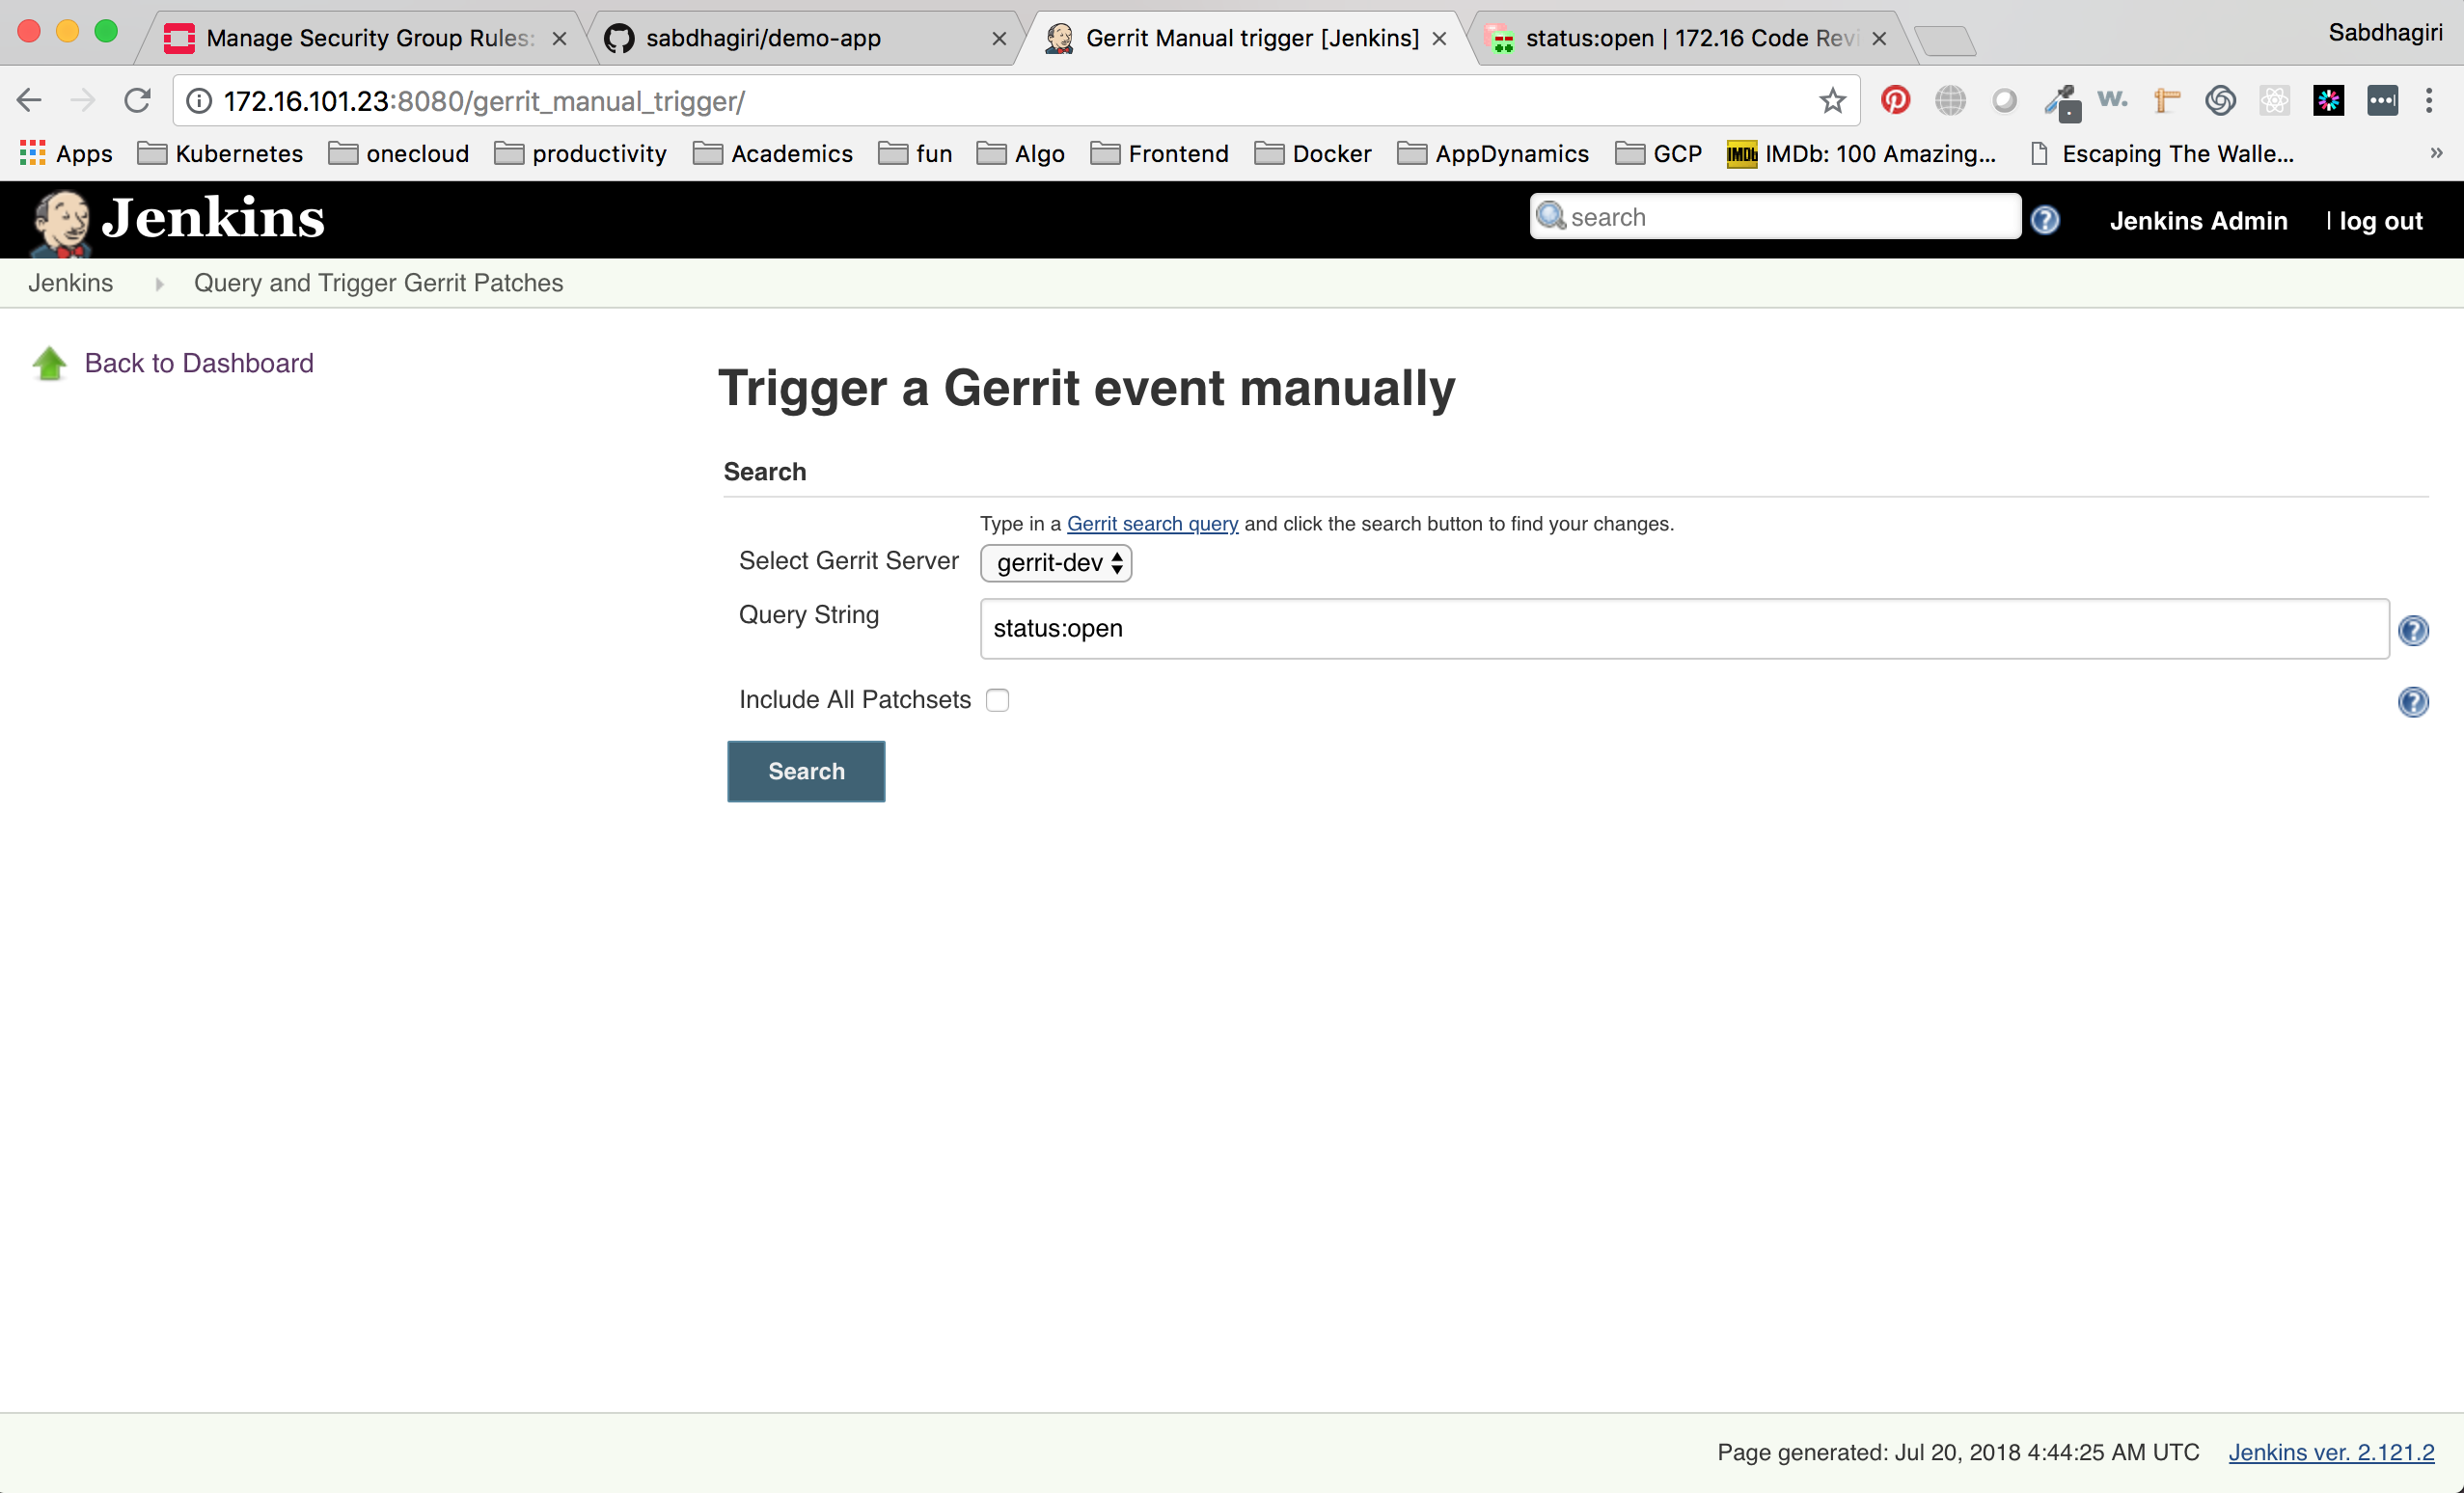 Manage Security Group Rules:
sabdhagiri/demo-app
Gerrit Manual trigger [Jenkins]
status:open | 172.16 Code Revi
Sabdhagiri
172.16.101.23:8080/gerrit_manual_trigger/
W.
Apps
Kubernetes
onecloud
productivity
Academics
fun
Algo
Frontend
Docker
AppDynamics
GCP
IMDb
IMDb: 100 Amazing...
Escaping The Walle...
»
Jenkins
search
Jenkins Admin
| log out
Jenkins
Query and Trigger Gerrit Patches
Back to Dashboard
Trigger a Gerrit event manually
Search
Type in a Gerrit search query and click the search button to find your changes.
Select Gerrit Server
gerrit-dev
Query String
status:open
Include All Patchsets
Search
Page generated: Jul 20, 2018 4:44:25 AM UTC
Jenkins ver. 2.121.2